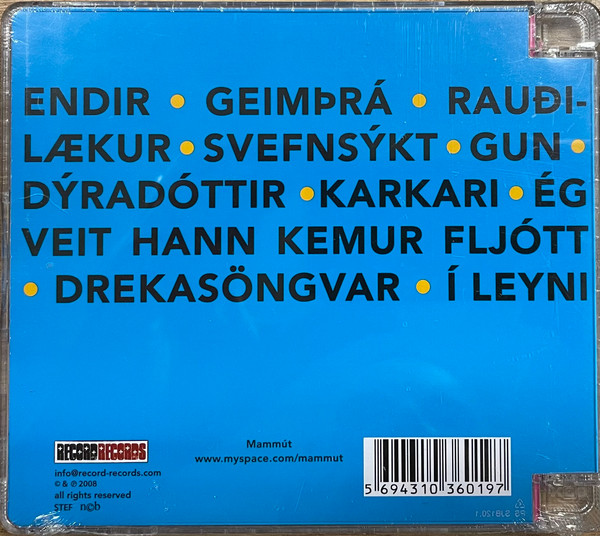 ENDIR • GEIMÞRÁ • RAUÐI-
LÆKUR • SVEFNSÝKT • GUN •
DÝRADÓTTIR • KARKARI • ÉG
VEIT HANN KEMUR FLJÓTT
• DREKASÖNGVAR • Í LEYNI
RECORD RECORDS
info@record-records.com
© & ℗ 2008
all rights reserved
STEF n©b
Mammút
www.myspace.com/mammut
5 694310 360197